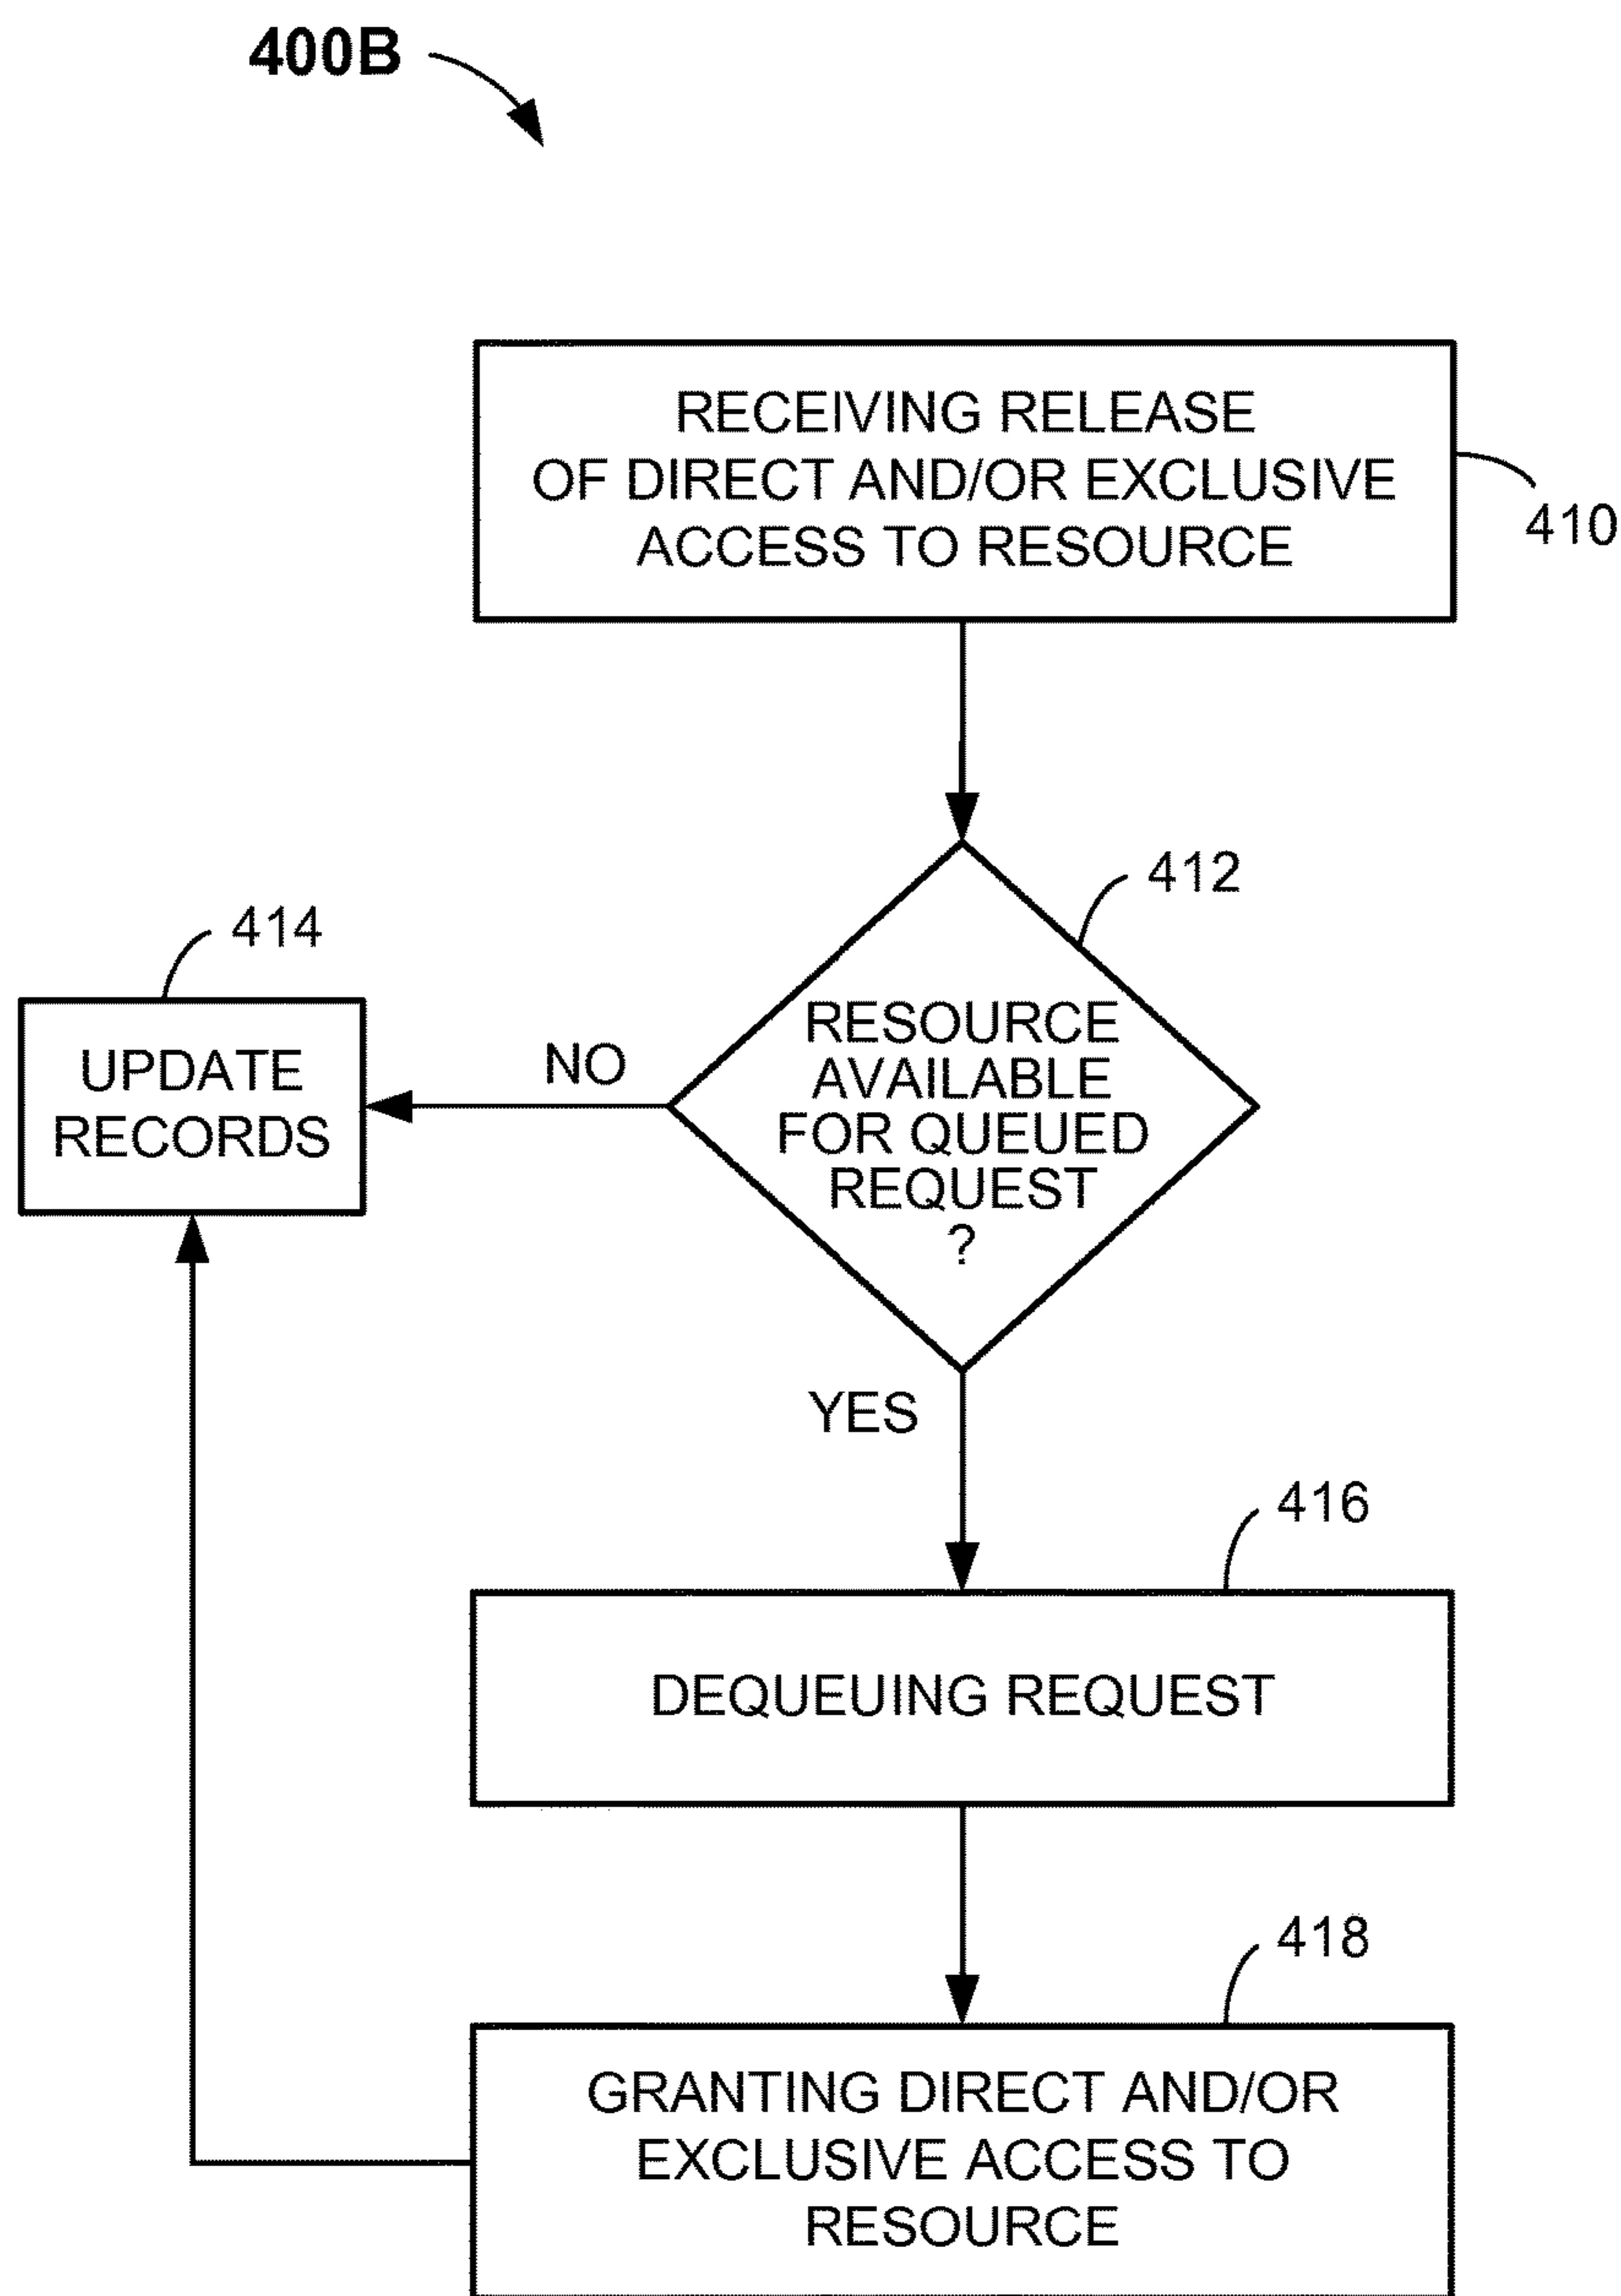 400B
RECEIVING RELEASE
OF DIRECT AND/OR EXCLUSIVE
ACCESS TO RESOURCE
410
412
414
RESOURCE
AVAILABLE
FOR QUEUED
REQUEST
?
NO
UPDATE
RECORDS
YES
416
DEQUEUING REQUEST
418
GRANTING DIRECT AND/OR
EXCLUSIVE ACCESS TO
RESOURCE